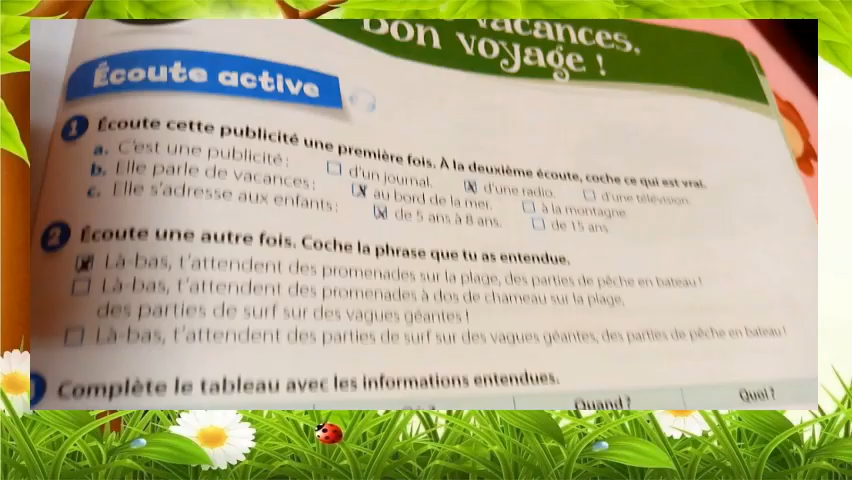 vacances,
Bon voyage !
Écoute active
1 Écoute cette publicité une première fois. À la deuxième écoute, coche ce qui est vrai.
a. C'est une publicité : d'un journal. d'une radio. d'une télévision.
b. Elle parle de vacances : au bord de la mer. à la montagne
c. Elle s'adresse aux enfants : de 5 ans à 8 ans. de 15 ans
2 Écoute une autre fois. Coche la phrase que tu as entendue.
Là-bas, t'attendent des promenades sur la plage, des parties de pêche en bateau !
Là-bas, t'attendent des promenades à dos de chameau sur la plage,
des parties de surf sur des vagues géantes !
Là-bas, t'attendent des parties de surf sur des vagues géantes, des parties de pêche en bateau !
Complète le tableau avec les informations entendues.
Quand ? Quoi ?